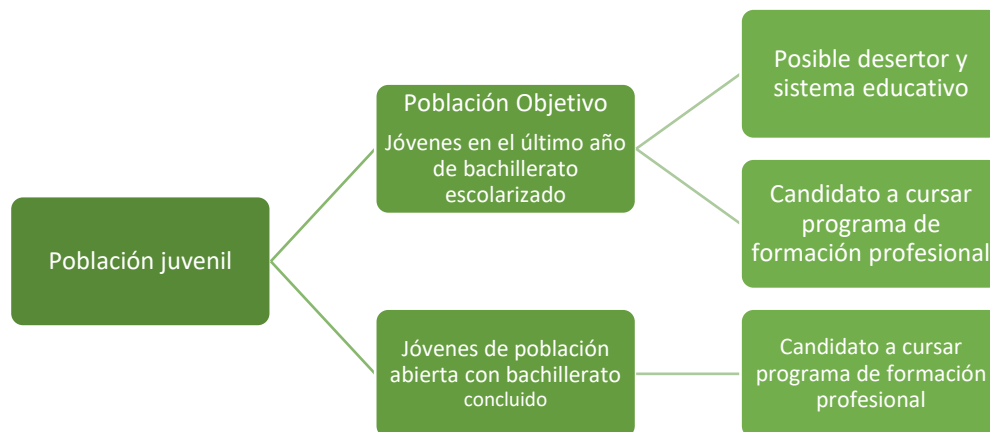 Población juvenil
Población Objetivo
Jóvenes en el último año
de bachillerato
escolarizado
Posible desertor y
sistema educativo
Candidato a cursar
programa de
formación profesional
Jóvenes de población
abierta con bachillerato
concluido
Candidato a cursar
programa de formación
profesional